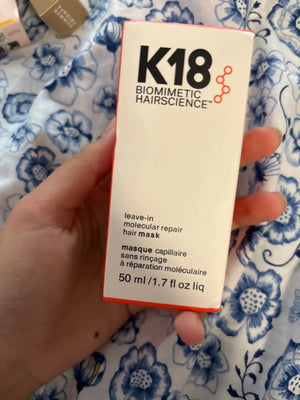 K18
BIOMIMETIC
HAIRSCIENCE™
leave-in
molecular repair
hair mask
masque capillaire
sans rinçage
à réparation moléculaire
50 ml/1.7 fl oz liq